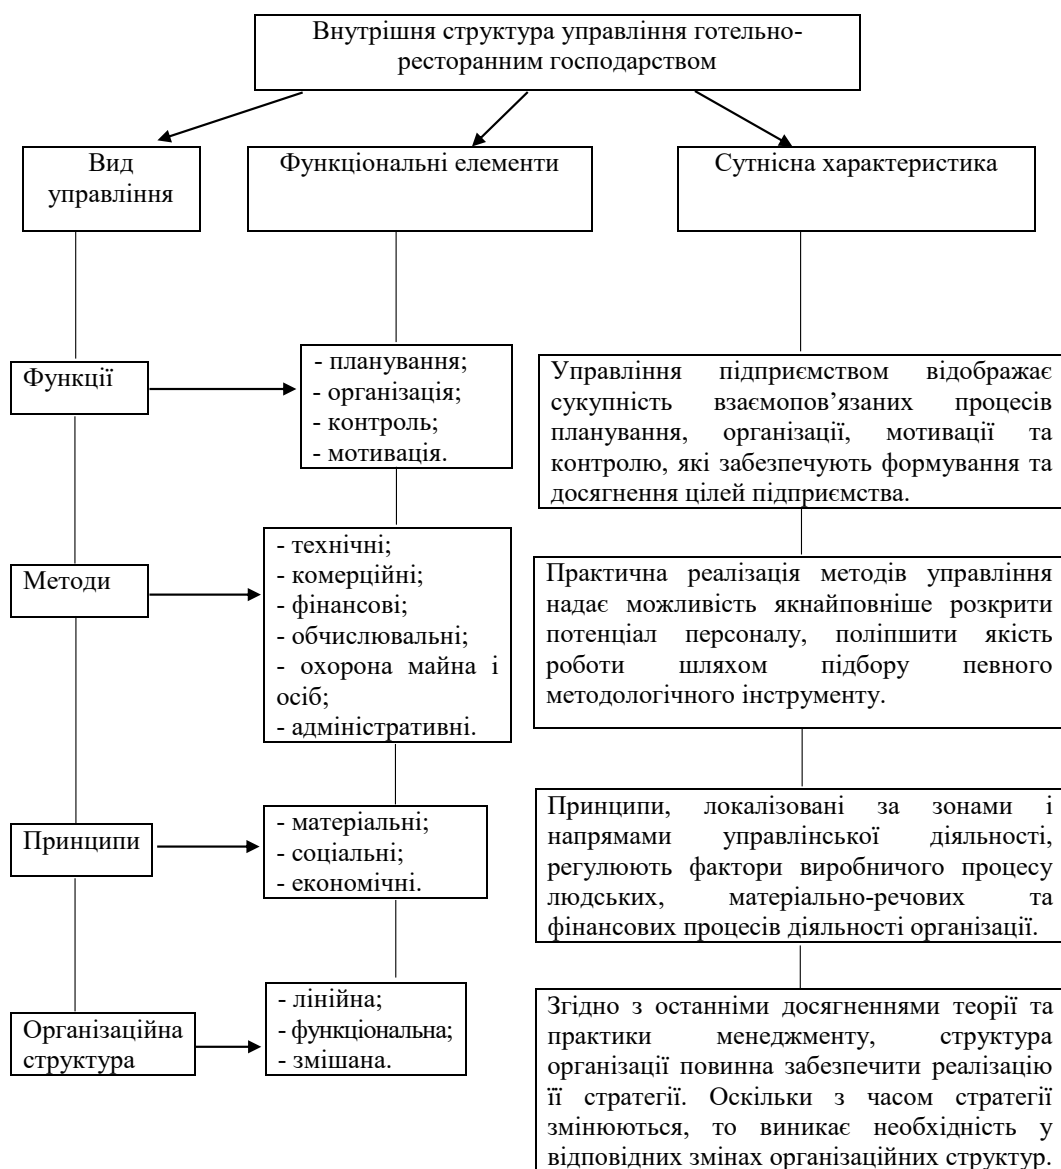 Внутрішня структура управління готельно-
ресторанним господарством
Вид
управління
Функціональні елементи
Сутнісна характеристика
Функції
- планування;
- організація;
- контроль;
- мотивація.
Управління підприємством відображає
сукупність взаємопов’язаних процесів
планування, організації, мотивації та
контролю, які забезпечують формування та
досягнення цілей підприємства.
Методи
- технічні;
- комерційні;
- фінансові;
- обчислювальні;
- охорона майна і
осіб;
- адміністративні.
Практична реалізація методів управління
надає можливість якнайповніше розкрити
потенціал персоналу, поліпшити якість
роботи шляхом підбору певного
методологічного інструменту.
Принципи
- матеріальні;
- соціальні;
- економічні.
Принципи, локалізовані за зонами і
напрямами управлінської діяльності,
регулюють фактори виробничого процесу
людських, матеріально-речових та
фінансових процесів діяльності організації.
Організаційна
структура
- лінійна;
- функціональна;
- змішана.
Згідно з останніми досягненнями теорії та
практики менеджменту, структура
організації повинна забезпечити реалізацію
її стратегії. Оскільки з часом стратегії
змінюються, то виникає необхідність у
відповідних змінах організаційних структур.